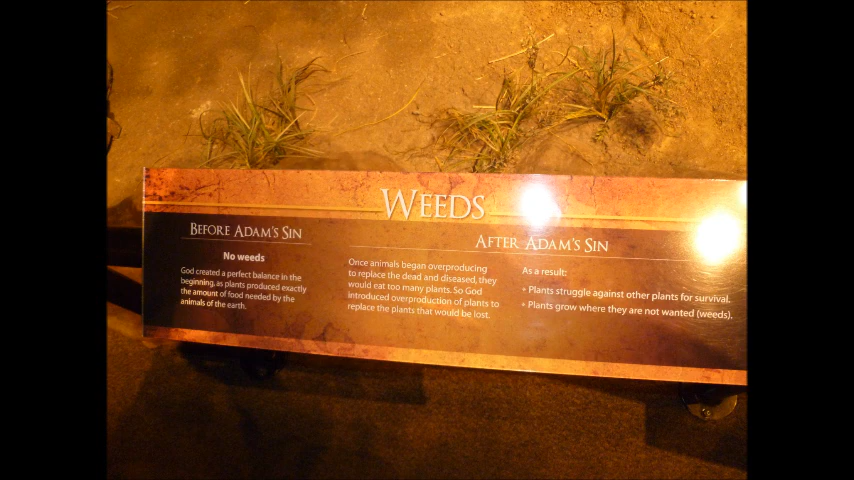 WEEDS
BEFORE ADAM'S SIN
No weeds
God created a perfect balance in the
beginning, as plants produced exactly
the amount of food needed by the
animals of the earth.
AFTER ADAM'S SIN
Once animals began overproducing
to replace the dead and diseased, they
would eat too many plants. So God
introduced overproduction of plants to
replace the plants that would be lost.
As a result:
• Plants struggle against other plants for survival.
• Plants grow where they are not wanted (weeds).